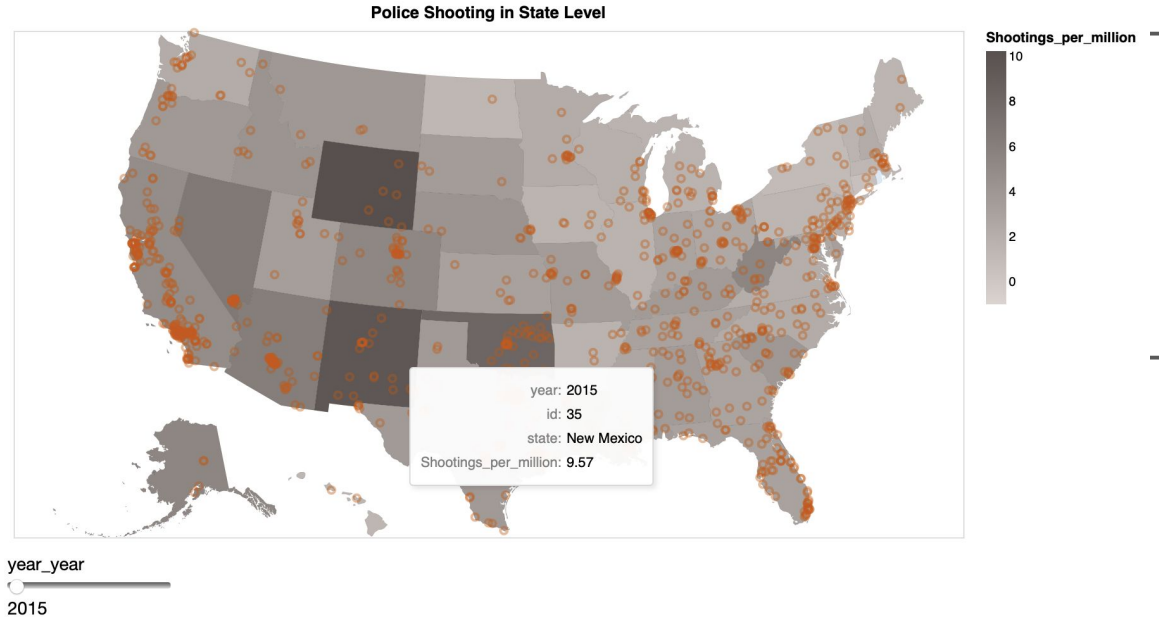 Police Shooting in State Level
Shootings_per_million
10
8
6
4
2
0
year: 2015
id: 35
state: New Mexico
Shootings_per_million: 9.57
year_year
2015